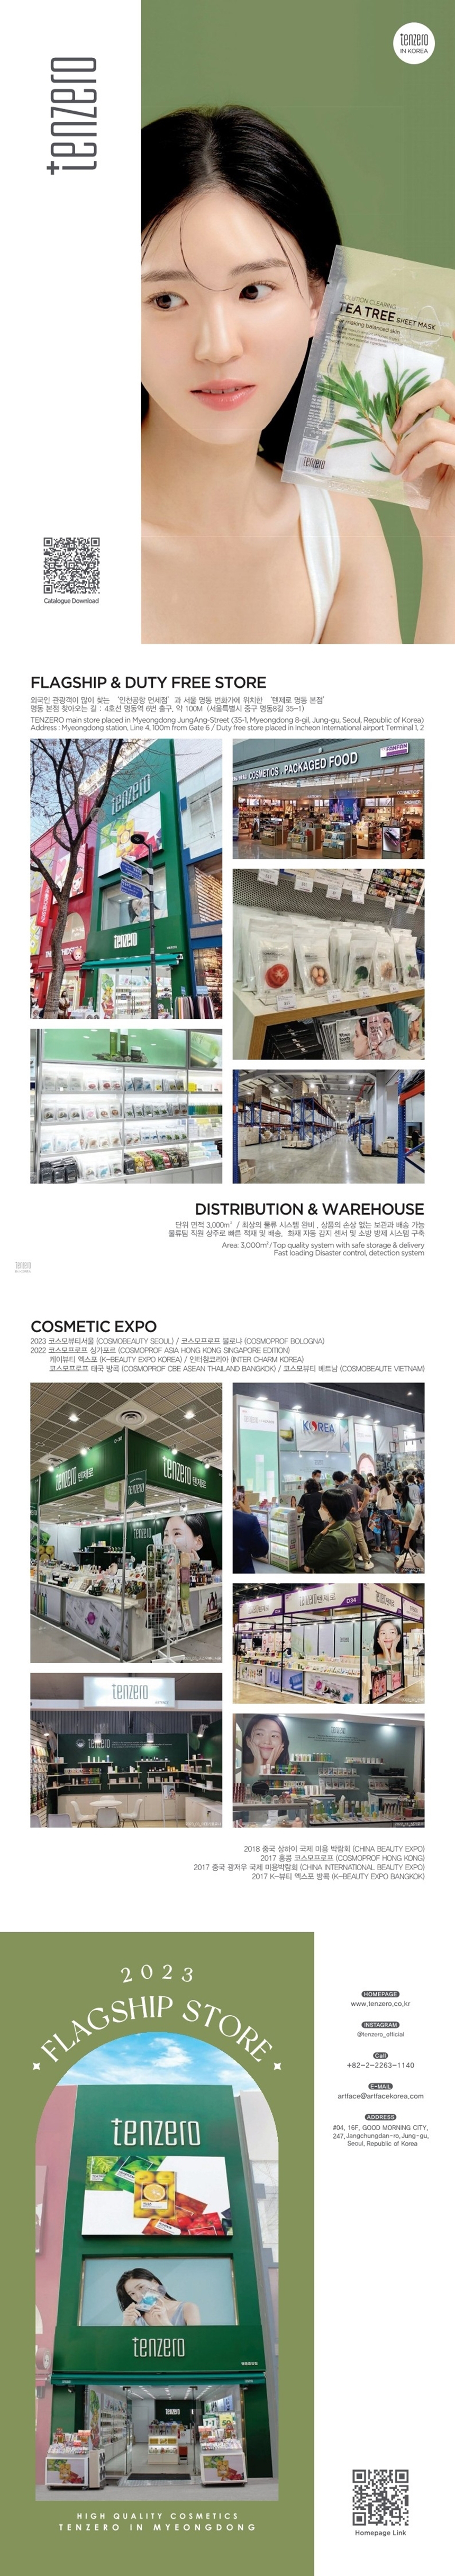 tenzero
tenzero
IN KOREA
SOLUTION CLEARING
TEA TREE SHEET MASK
For making balanced skin
tenzero
Catalogue Download
FLAGSHIP & DUTY FREE STORE
외국인 관광객이 많이 찾는 '인천공항 면세점' 과 서울 명동 번화가에 위치한 '텐제로 명동 본점'
명동 본점 찾아오는 길 : 4호선 명동역 6번 출구, 약 100M (서울특별시 중구 명동8길 35-1)
TENZERO main store placed in Myeongdong JungAng-Street (35-1, Myeongdong 8-gil, Jung-gu, Seoul, Republic of Korea)
Address : Myeongdong station, Line 4, 100m from Gate 6 / Duty free store placed in Incheon International airport Terminal 1, 2
tenzero
tenzero
COSMETICS · PACKAGED FOOD
DISTRIBUTION & WAREHOUSE
단위 면적 3,000m² / 최상의 물류 시스템 완비 , 상품의 손상 없는 보관과 배송 가능
물류팀 직원 상주로 빠른 적재 및 배송, 화재 자동 감지 센서 및 소방 방제 시스템 구축
Area: 3,000m² / Top quality system with safe storage & delivery
Fast loading Disaster control, detection system
tenzero
IN KOREA
COSMETIC EXPO
2023 코스모뷰티서울 (COSMOBEAUTY SEOUL) / 코스모프로프 볼로냐 (COSMOPROF BOLOGNA)
2022 코스모프로프 싱가포르 (COSMOPROF ASIA HONG KONG SINGAPORE EDITION)
케이뷰티 엑스포 (K-BEAUTY EXPO KOREA) / 인터참코리아 (INTER CHARM KOREA)
코스모프로프 태국 방콕 (COSMOPROF CBE ASEAN THAILAND BANGKOK) / 코스모뷰티 베트남 (COSMOBEAUTE VIETNAM)
tenzero 텐제로
tenzero 텐제로
tenzero
KOREA
tenzero 텐제로
D34
tenzero
tenzero
tenzero
2018 중국 상하이 국제 미용 박람회 (CHINA BEAUTY EXPO)
2017 홍콩 코스모프로프 (COSMOPROF HONG KONG)
2017 중국 광저우 국제 미용박람회 (CHINA INTERNATIONAL BEAUTY EXPO)
2017 K-뷰티 엑스포 방콕 (K-BEAUTY EXPO BANGKOK)
2023
FLAGSHIP STORE
tenzero
tenzero
HIGH QUALITY COSMETICS
TENZERO IN MYEONGDONG
HOMEPAGE
www.tenzero.co.kr
INSTAGRAM
@tenzero_official
Call
+82-2-2263-1140
E-MAIL
artface@artfacekorea.com
ADDRESS
#04, 16F, GOOD MORNING CITY,
247, Jangchungdan-ro, Jung-gu,
Seoul, Republic of Korea
Homepage Link